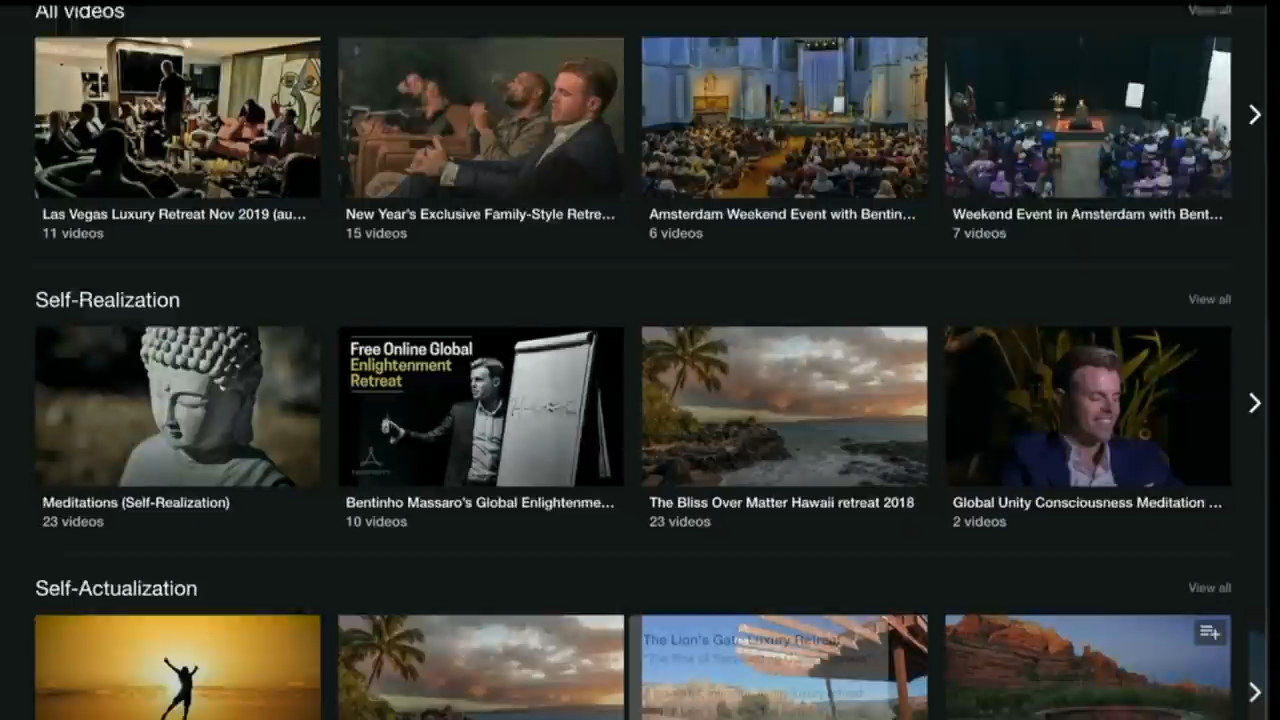 All videos
View all
Las Vegas Luxury Retreat Nov 2019 (au...
11 videos
New Year's Exclusive Family-Style Retre...
15 videos
Amsterdam Weekend Event with Bentin...
6 videos
Weekend Event in Amsterdam with Bent...
7 videos
Self-Realization
View all
Free Online Global
Enlightenment
Retreat
Meditations (Self-Realization)
23 videos
Bentinho Massaro's Global Enlightenme...
10 videos
The Bliss Over Matter Hawaii retreat 2018
23 videos
Global Unity Consciousness Meditation ...
2 videos
Self-Actualization
View all
The Lion's Gate Luxury Retreat